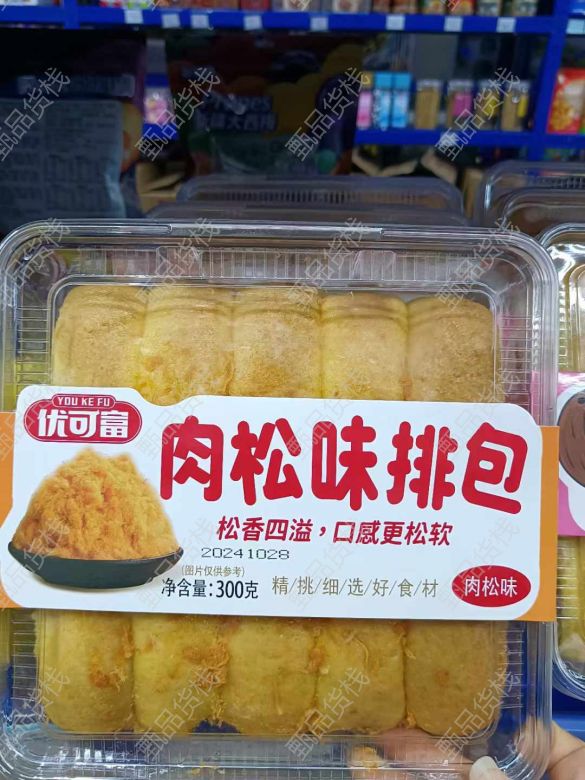 YOU KE FU
优可富
肉松味排包
松香四溢，口感更松软
20241028
(图片仅供参考)
净含量:300克
精/挑/细/选/好/食/材
肉松味
甄品货栈